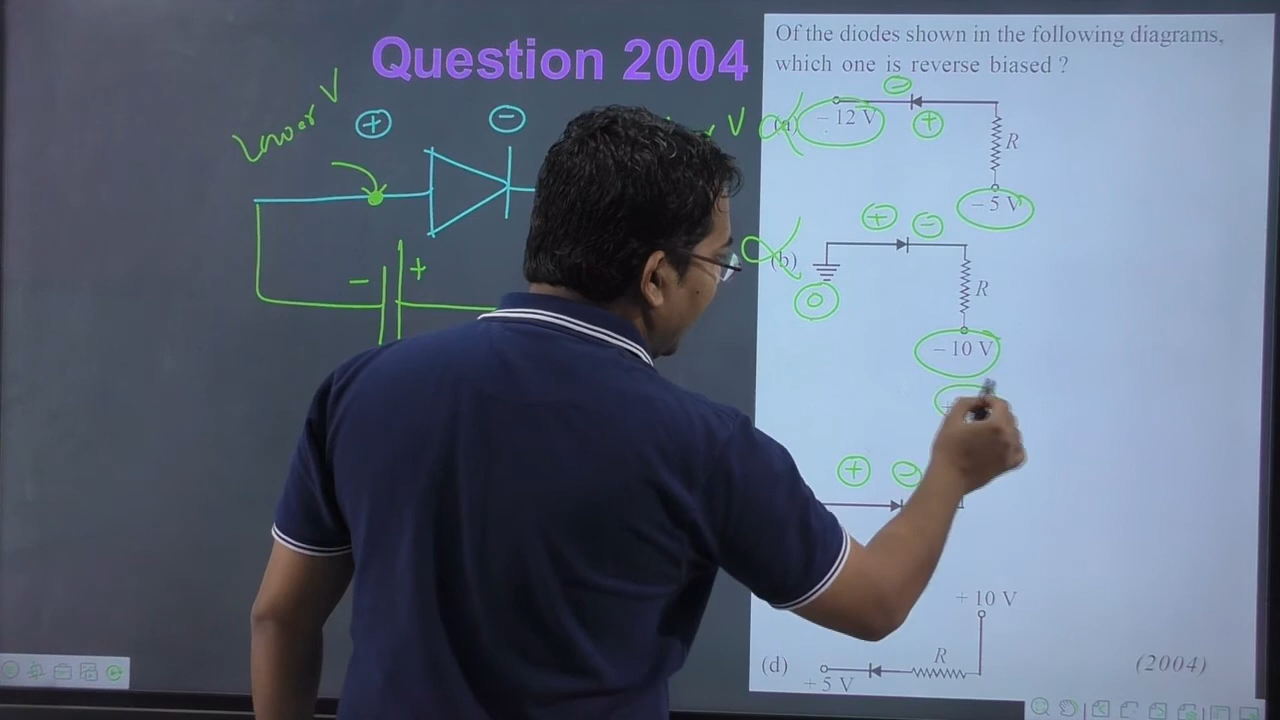 Question 2004
Lower V
+
−
− +
V
Of the diodes shown in the following diagrams,
which one is reverse biased ?
(a)
− 12 V
−
+
R
− 5 V
(b)
+
−
0
R
− 10 V
+
+
−
+ 10 V
(d)
+ 5 V
R
(2004)